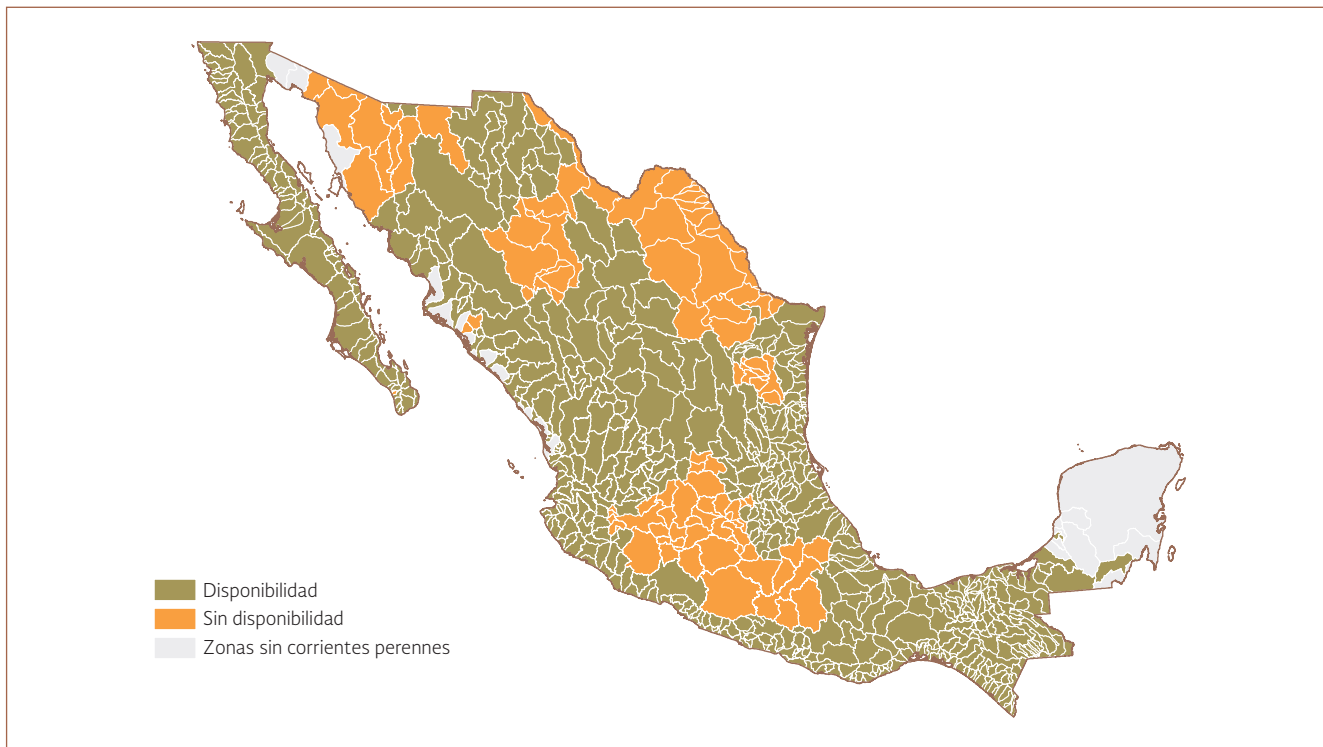 Disponibilidad
Sin disponibilidad
Zonas sin corrientes perennes